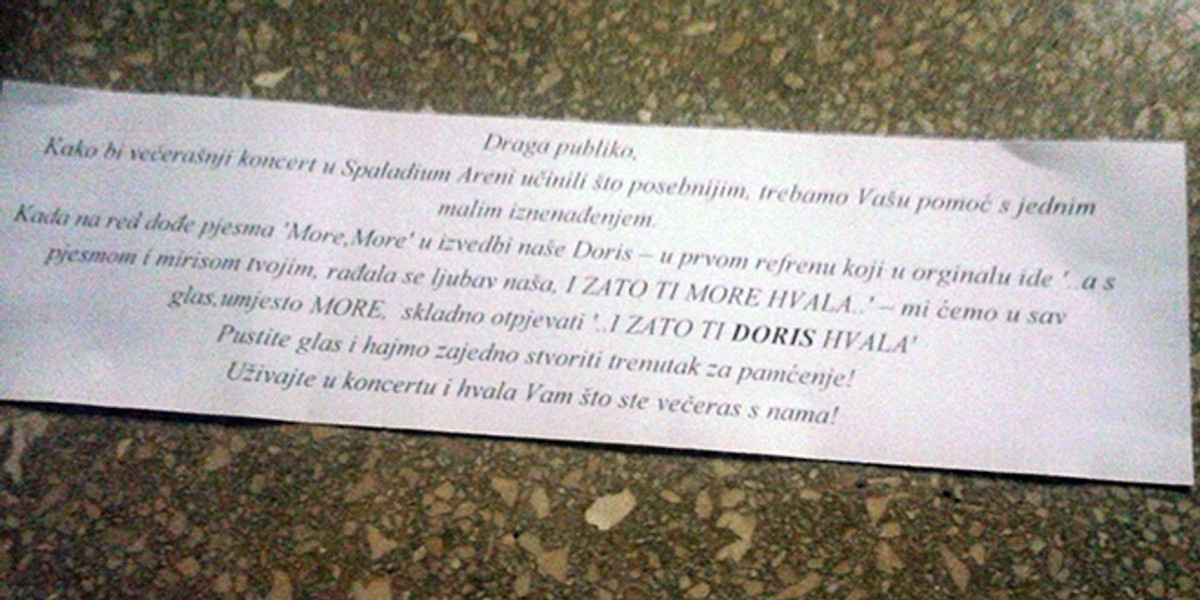 Draga publiko,
Kako bi večerašnji koncert u Spaladium Areni učinili što posebnijim, trebamo Vašu pomoć s jednim
malim iznenađenjem.
Kada na red dođe pjesma 'More,More' u izvedbi naše Doris – u prvom refrenu koji u orginalu ide '..a s
pjesmom i mirisom tvojim, rađala se ljubav naša, I ZATO TI MORE HVALA..' – mi ćemo u sav
glas,umjesto MORE, skladno otpjevati '..I ZATO TI DORIS HVALA'
Pustite glas i hajmo zajedno stvoriti trenutak za pamćenje!
Uživajte u koncertu i hvala Vam što ste večeras s nama!